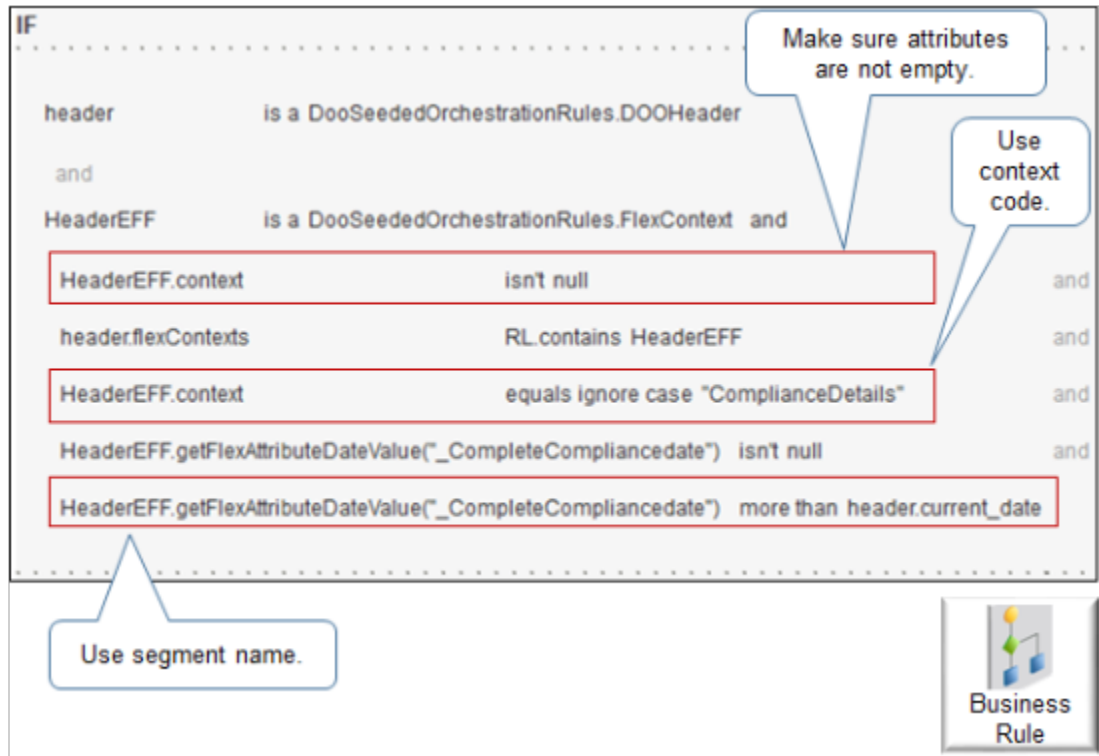 IF
Make sure attributes
are not empty.
header is a DooSeededOrchestrationRules.DOOHeader
and
Use
context
code.
HeaderEFF is a DooSeededOrchestrationRules.FlexContext and
HeaderEFF.context isn't null and
header.flexContexts RL.contains HeaderEFF and
HeaderEFF.context equals ignore case "ComplianceDetails" and
HeaderEFF.getFlexAttributeDateValue("_CompleteCompliancedate") isn't null and
HeaderEFF.getFlexAttributeDateValue("_CompleteCompliancedate") more than header.current_date
Use segment name.
Business
Rule